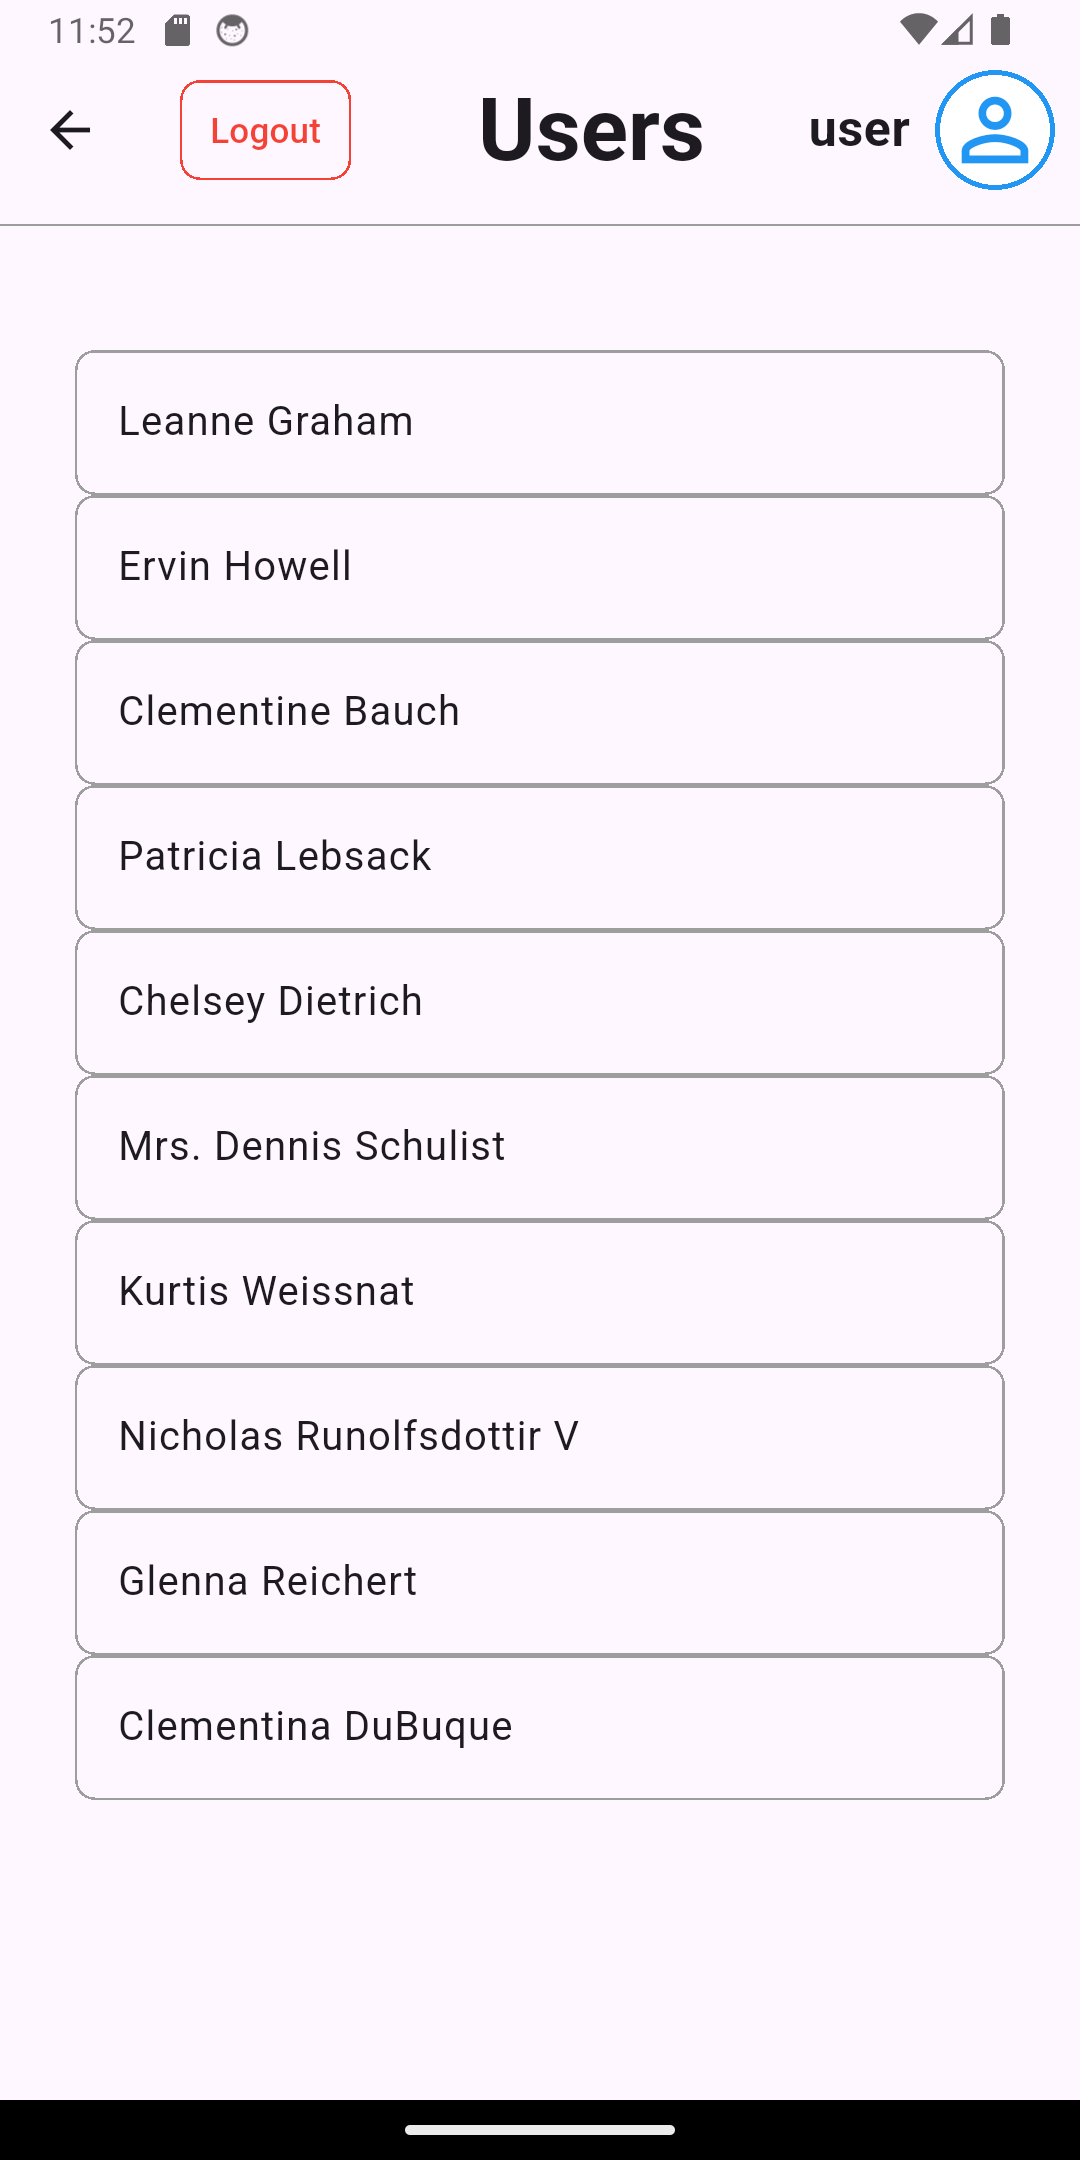 11:52
Logout
Users
user
Leanne Graham
Ervin Howell
Clementine Bauch
Patricia Lebsack
Chelsey Dietrich
Mrs. Dennis Schulist
Kurtis Weissnat
Nicholas Runolfsdottir V
Glenna Reichert
Clementina DuBuque